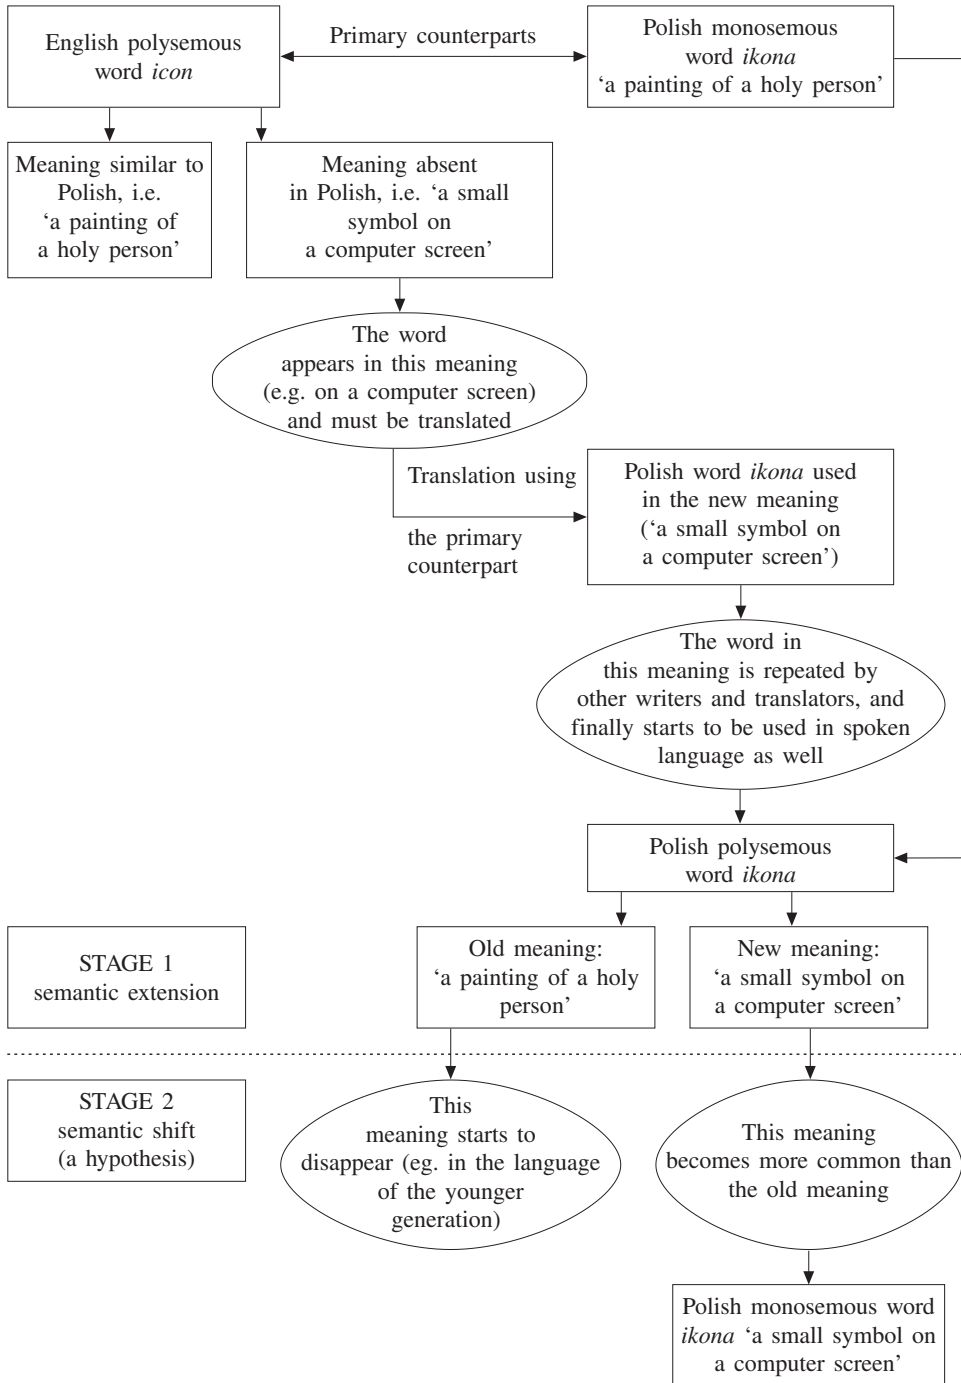 English polysemous
word icon
Primary counterparts
Polish monosemous
word ikona
‘a painting of a holy person’
Meaning similar to
Polish, i.e.
‘a painting of
a holy person’
Meaning absent
in Polish, i.e. ‘a small
symbol on
a computer screen’
The word
appears in this meaning
(e.g. on a computer screen)
and must be translated
Translation using
the primary
counterpart
Polish word ikona used
in the new meaning
(‘a small symbol on
a computer screen’)
The word in
this meaning is repeated by
other writers and translators, and
finally starts to be used in spoken
language as well
Polish polysemous
word ikona
STAGE 1
semantic extension
Old meaning:
‘a painting of a holy
person’
New meaning:
‘a small symbol on
a computer screen’
STAGE 2
semantic shift
(a hypothesis)
This
meaning starts to
disappear (eg. in the language
of the younger
generation)
This meaning
becomes more common than
the old meaning
Polish monosemous word
ikona ‘a small symbol on
a computer screen’